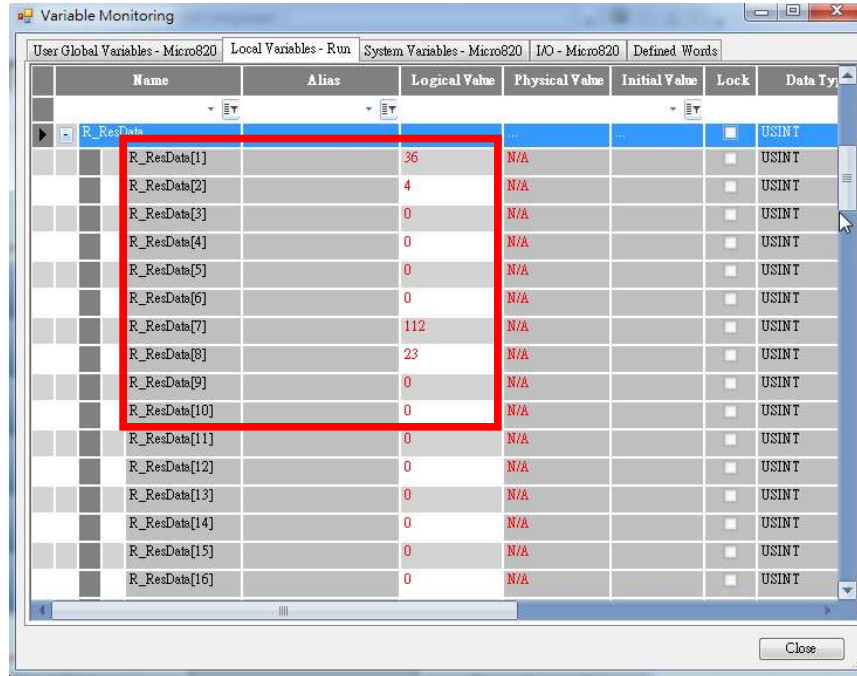 Variable Monitoring
User Global Variables - Micro820 Local Variables - Run System Variables - Micro820 I/O - Micro820 Defined Words
Name Alias Logical Value Physical Value Initial Value Lock Data Ty
R_ResData ... ... USINT
R_ResData[1] 36 N/A USINT
R_ResData[2] 4 N/A USINT
R_ResData[3] 0 N/A USINT
R_ResData[4] 0 N/A USINT
R_ResData[5] 0 N/A USINT
R_ResData[6] 0 N/A USINT
R_ResData[7] 112 N/A USINT
R_ResData[8] 23 N/A USINT
R_ResData[9] 0 N/A USINT
R_ResData[10] 0 N/A USINT
R_ResData[11] 0 N/A USINT
R_ResData[12] 0 N/A USINT
R_ResData[13] 0 N/A USINT
R_ResData[14] 0 N/A USINT
R_ResData[15] 0 N/A USINT
R_ResData[16] 0 N/A USINT
Close